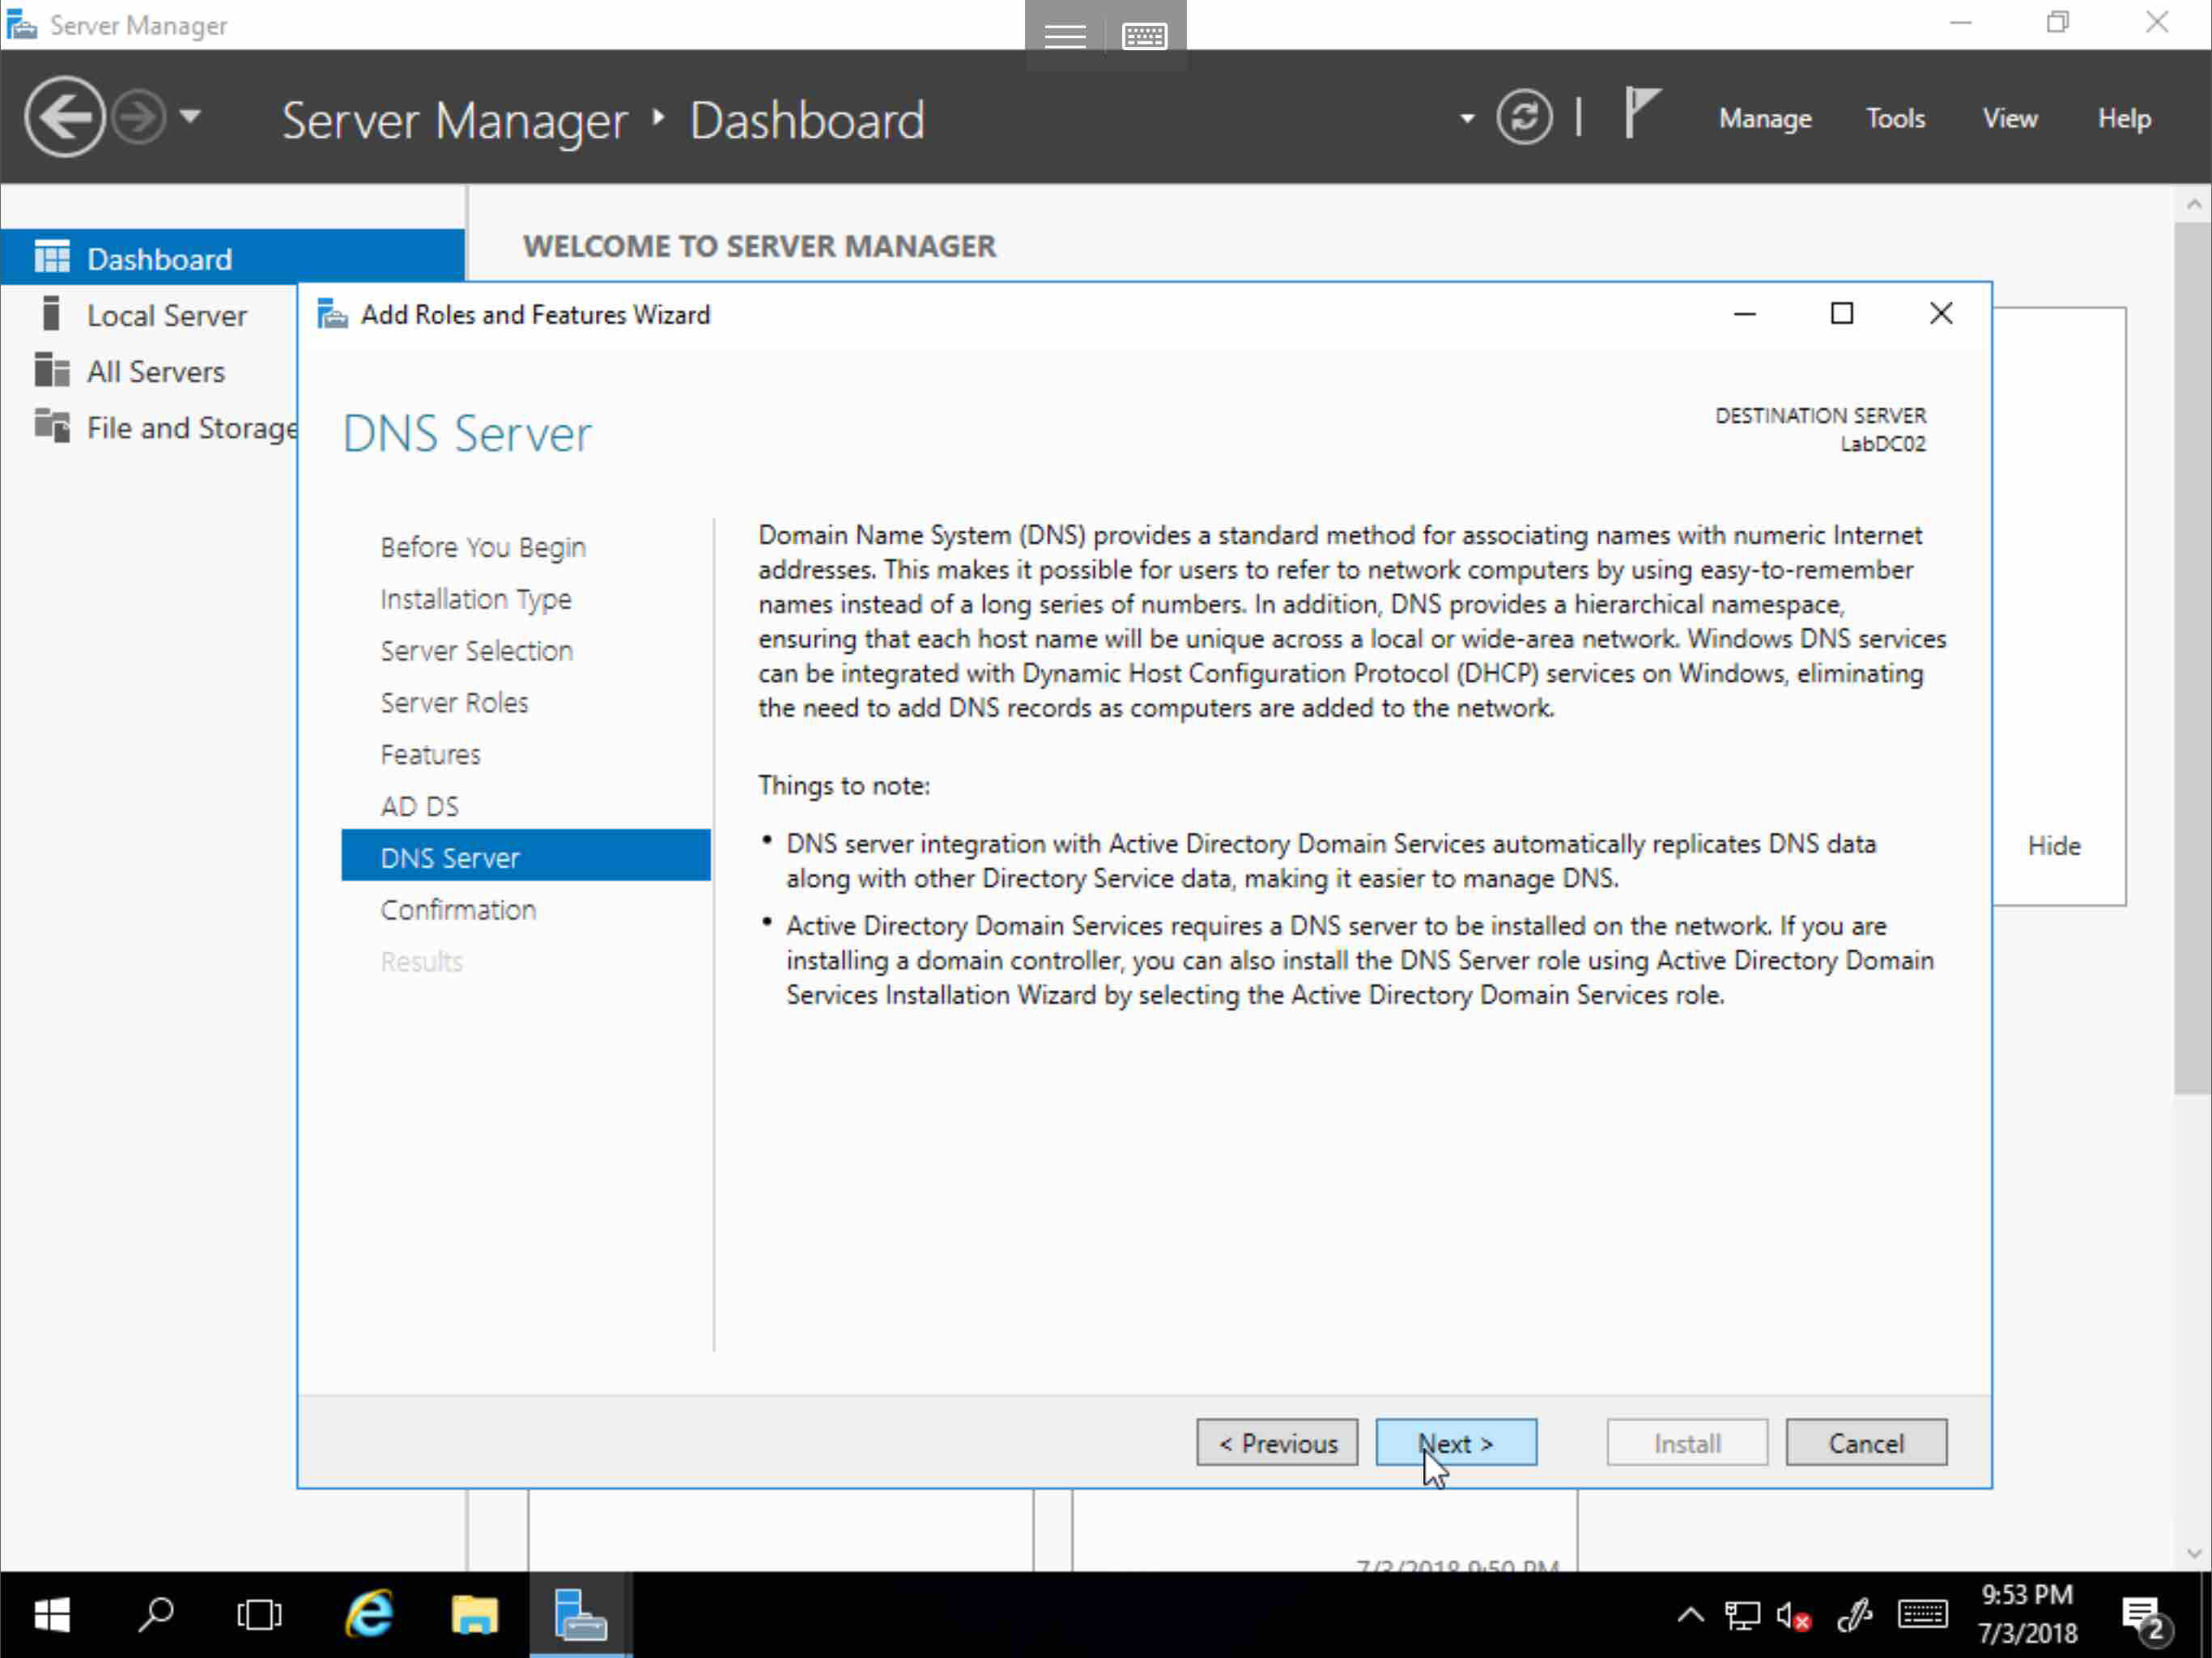 Server Manager
Server Manager ‣ Dashboard
Manage
Tools
View
Help
Dashboard
Local Server
All Servers
File and Storage
WELCOME TO SERVER MANAGER
Add Roles and Features Wizard
DNS Server
DESTINATION SERVER
LabDC02
Before You Begin
Installation Type
Server Selection
Server Roles
Features
AD DS
DNS Server
Confirmation
Results
Domain Name System (DNS) provides a standard method for associating names with numeric Internet
addresses. This makes it possible for users to refer to network computers by using easy-to-remember
names instead of a long series of numbers. In addition, DNS provides a hierarchical namespace,
ensuring that each host name will be unique across a local or wide-area network. Windows DNS services
can be integrated with Dynamic Host Configuration Protocol (DHCP) services on Windows, eliminating
the need to add DNS records as computers are added to the network.
Things to note:
• DNS server integration with Active Directory Domain Services automatically replicates DNS data
along with other Directory Service data, making it easier to manage DNS.
• Active Directory Domain Services requires a DNS server to be installed on the network. If you are
installing a domain controller, you can also install the DNS Server role using Active Directory Domain
Services Installation Wizard by selecting the Active Directory Domain Services role.
Hide
< Previous
Next >
Install
Cancel
7/3/2018 9:50 PM
9:53 PM
7/3/2018
2